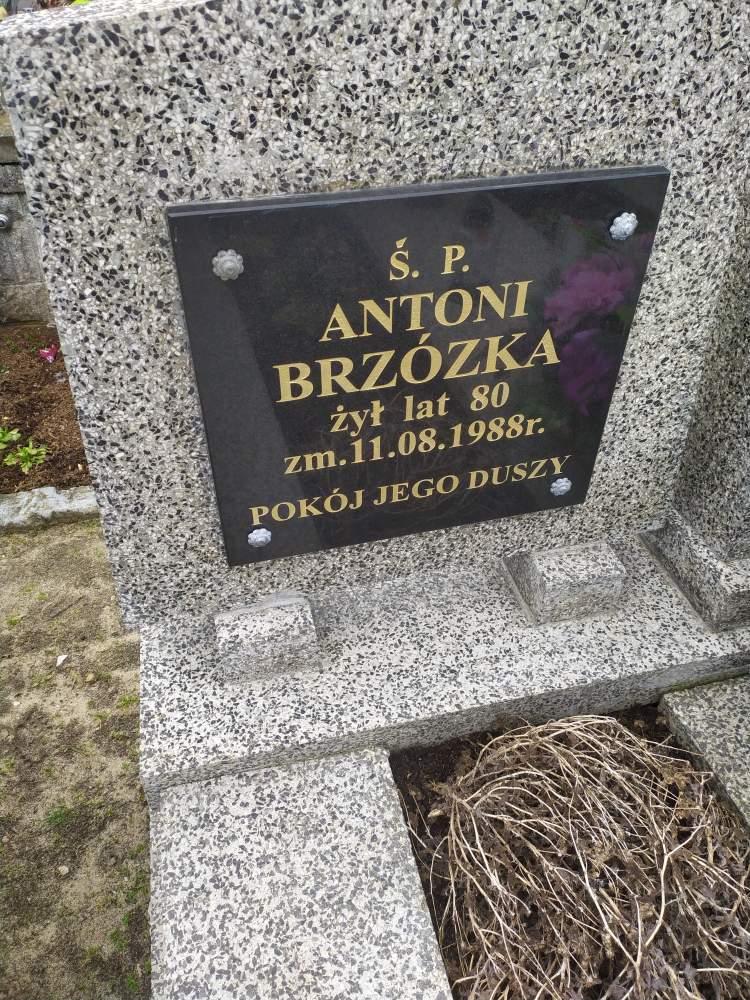 Ś. P.
ANTONI
BRZÓZKA
żył lat 80
zm.11.08.1988r.
POKÓJ JEGO DUSZY